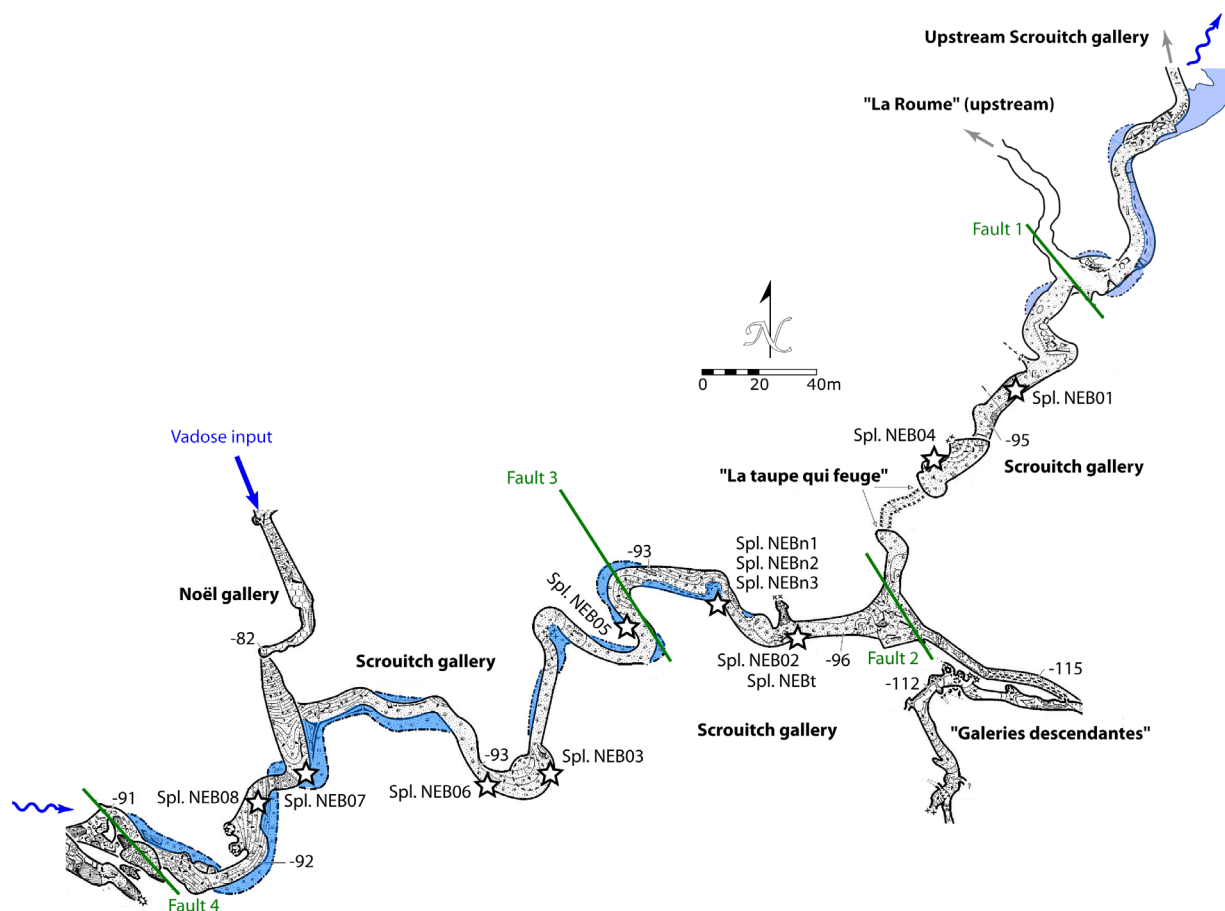 Upstream Scrouitch gallery
"La Roume" (upstream)
Fault 1
N
0 20 40m
Spl. NEB01
Spl. NEB04
-95
Vadose input
Scrouitch gallery
"La taupe qui feuge"
Fault 3
Spl. NEBn1
-93
Spl. NEBn2
Spl. NEBn3
Noël gallery
Spl. NEB05
-82
Scrouitch gallery
Spl. NEB02
-96
Fault 2
Spl. NEBt
-115
-112
Scrouitch gallery
"Galeries descendantes"
-93
Spl. NEB03
Spl. NEB06
Spl. NEB07
Spl. NEB08
-91
-92
Fault 4